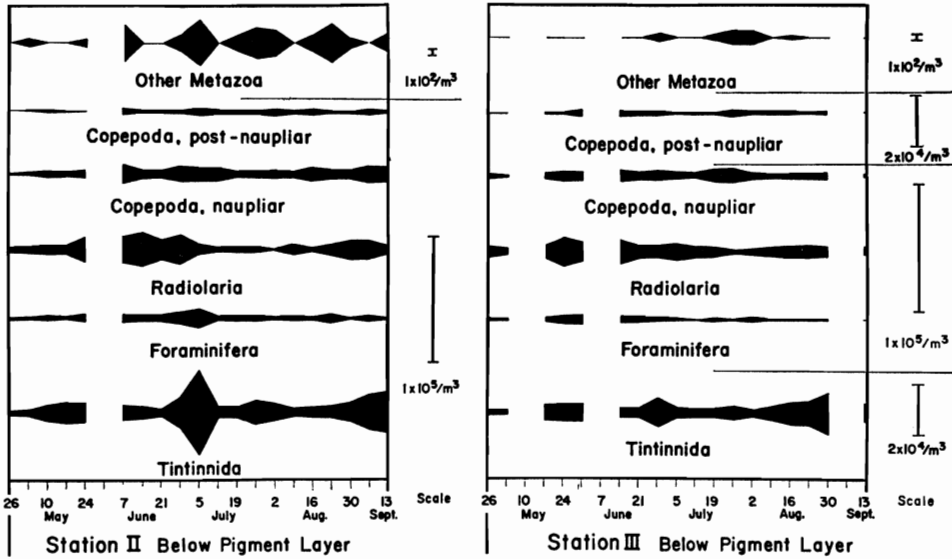 Other Metazoa
1x10²/m³
Copepoda, post-naupliar
Copepoda, naupliar
Radiolaria
Foraminifera
1x10⁵/m³
Tintinnida
26 10 24 7 21 5 19 2 16 30 13
May June July Aug. Sept.
Scale
Station II Below Pigment Layer
Other Metazoa
1x10²/m³
Copepoda, post-naupliar
2x10⁴/m³
Copepoda, naupliar
Radiolaria
Foraminifera
1x10⁵/m³
Tintinnida
2x10⁴/m³
26 10 24 7 21 5 19 2 16 30 13
May June July Aug. Sept.
Scale
Station III Below Pigment Layer